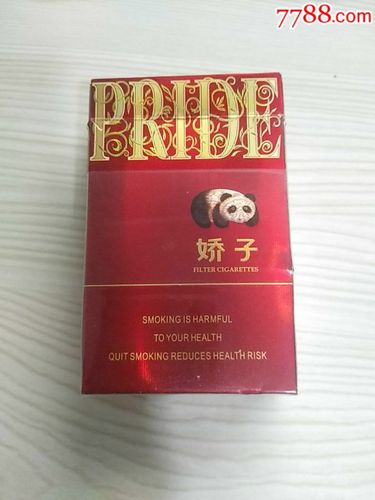 7788.com
PRIDE
娇子
FILTER CIGARETTES
SMOKING IS HARMFUL
TO YOUR HEALTH
QUIT SMOKING REDUCES HEALTH RISK